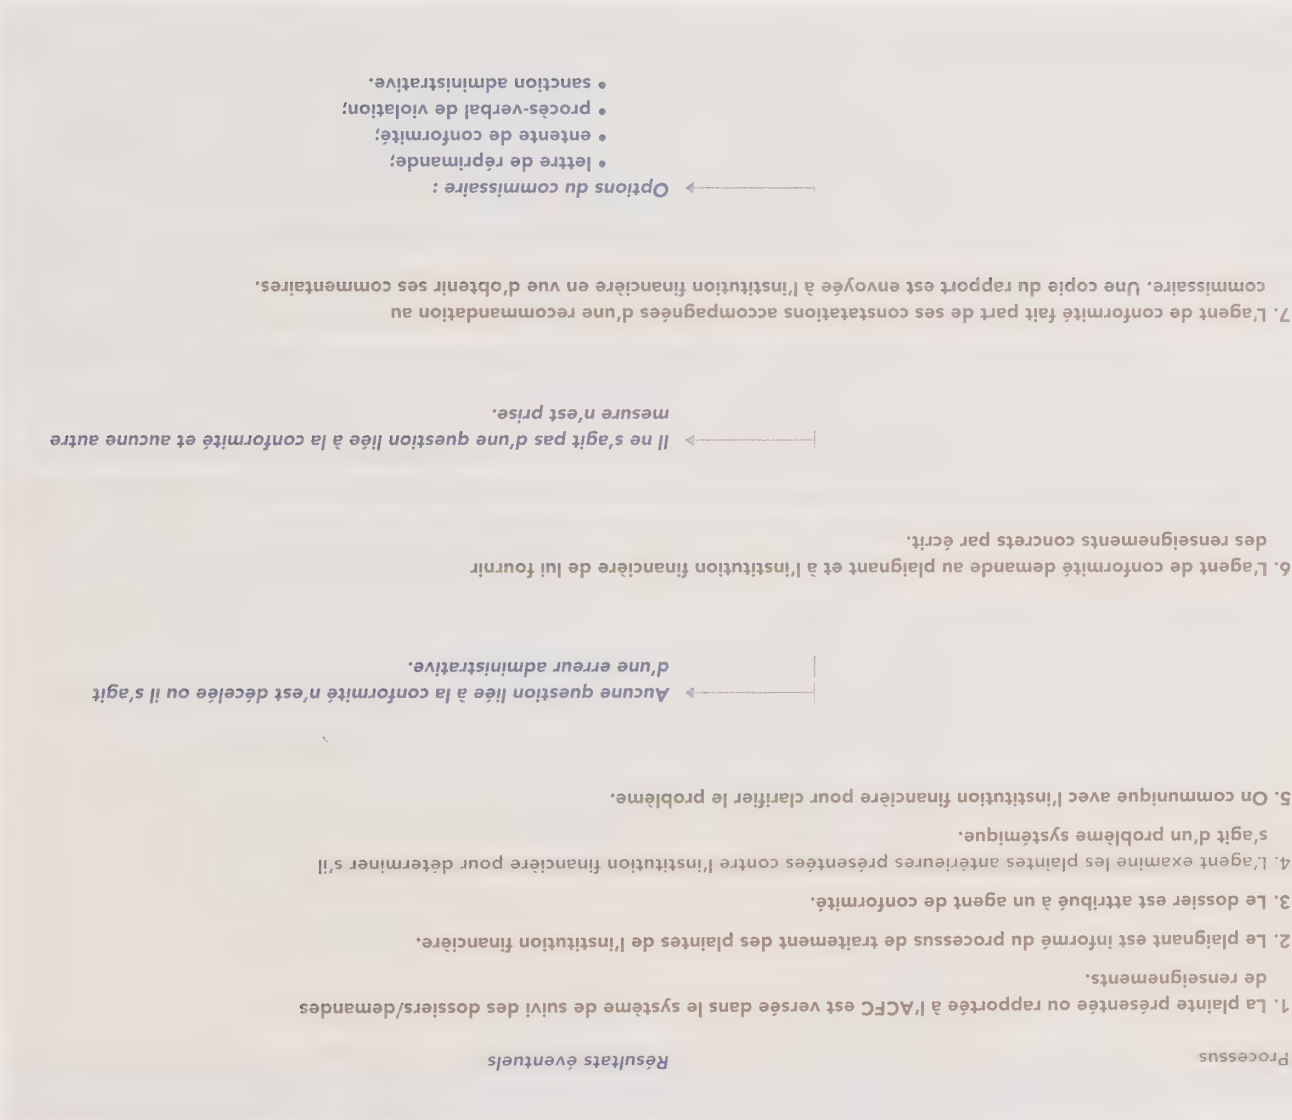 Processus
Résultats éventuels
1. La plainte présentée ou rapportée à l'ACFC est versée dans le système de suivi des dossiers/demandes
de renseignements.
2. Le plaignant est informé du processus de traitement des plaintes de l'institution financière.
3. Le dossier est attribué à un agent de conformité.
4. L'agent examine les plaintes antérieures présentées contre l'institution financière pour déterminer s'il
s'agit d'un problème systémique.
5. On communique avec l'institution financière pour clarifier le problème.
Aucune question liée à la conformité n'est décelée ou il s'agit
d'une erreur administrative.
6. L'agent de conformité demande au plaignant et à l'institution financière de lui fournir
des renseignements concrets par écrit.
Il ne s'agit pas d'une question liée à la conformité et aucune autre
mesure n'est prise.
7. L'agent de conformité fait part de ses constatations accompagnées d'une recommandation au
commissaire. Une copie du rapport est envoyée à l'institution financière en vue d'obtenir ses commentaires.
Options du commissaire :
• lettre de réprimande;
• entente de conformité;
• procès-verbal de violation;
• sanction administrative.